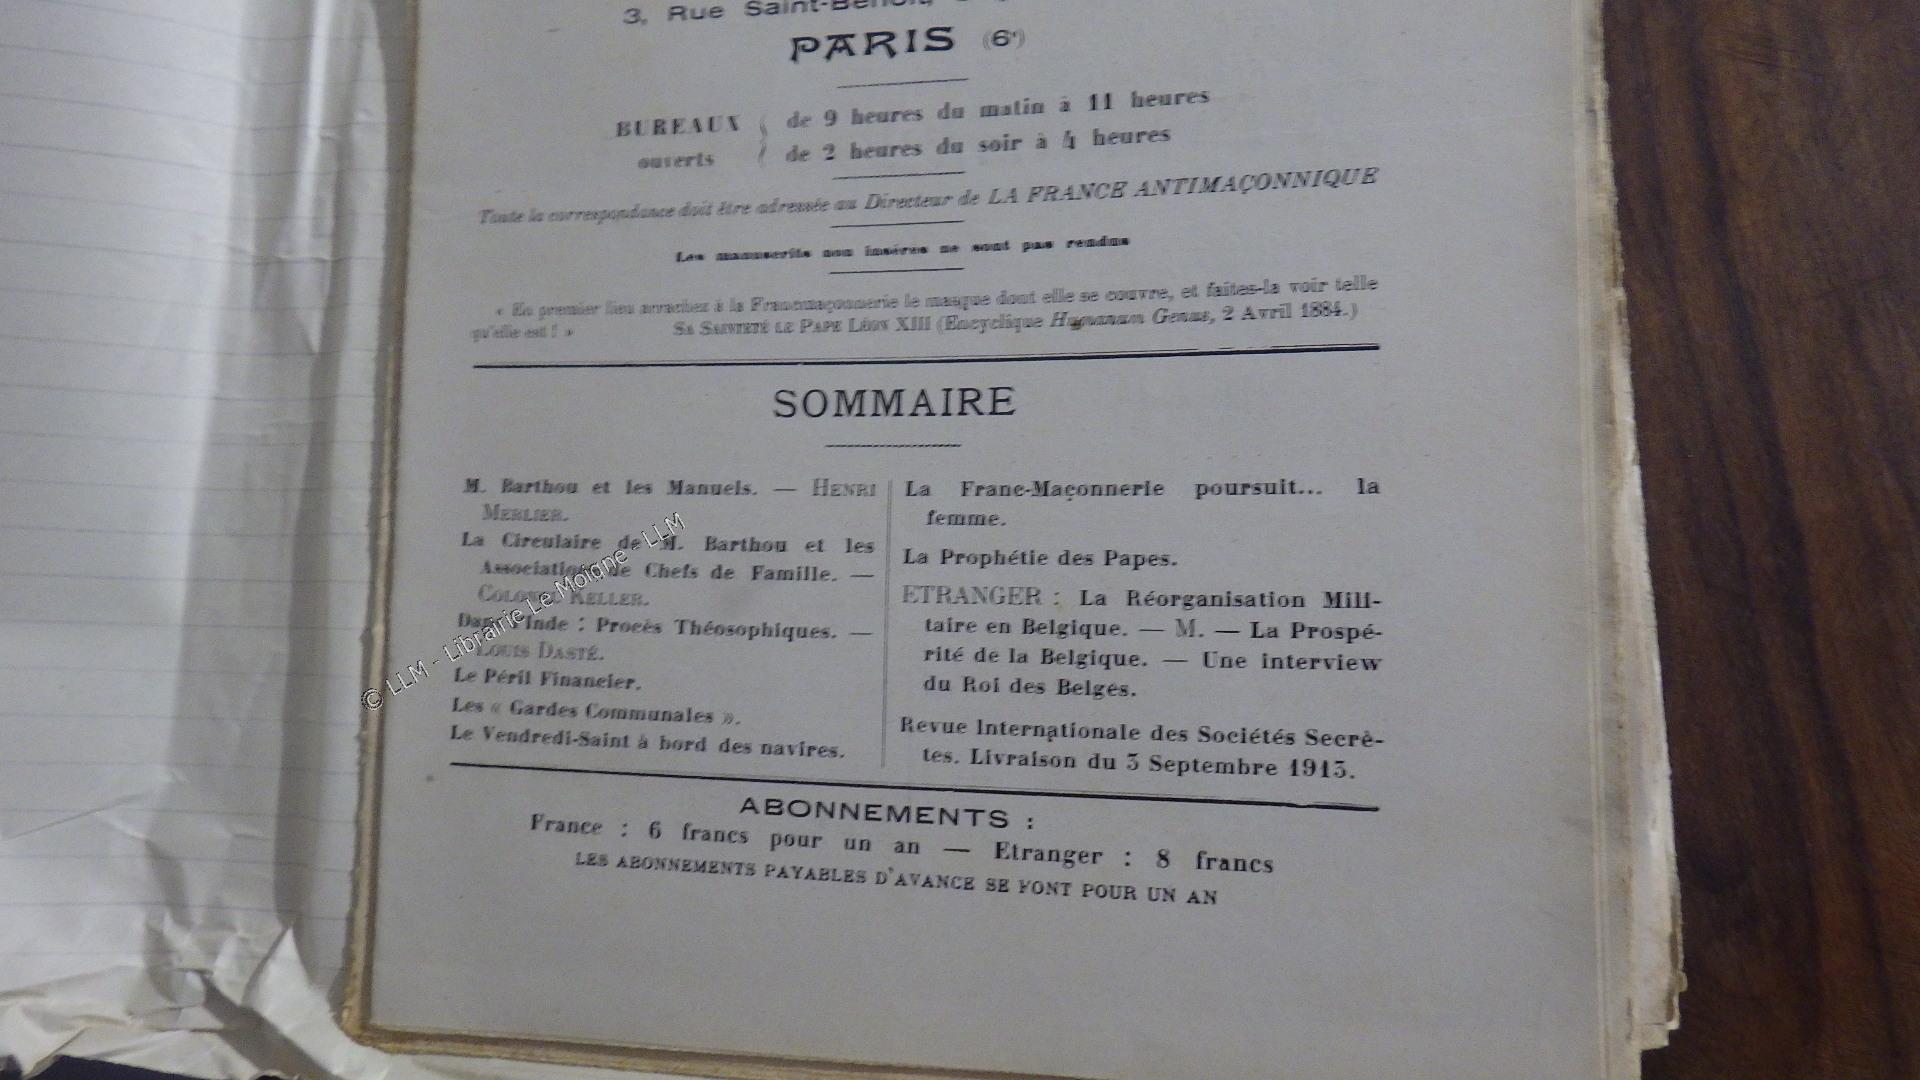 3, Rue Saint-Benoit,
PARIS (6e)
BUREAUX ouverts
de 9 heures du matin à 11 heures
de 2 heures du soir à 4 heures
Toute la correspondance doit être adressée au Directeur de LA FRANCE ANTIMAÇONNIQUE
Les manuscrits non insérés ne sont pas rendus
« En premier lieu arrachez à la Francmaçonnerie le masque dont elle se couvre, et faites-la voir telle
qu'elle est ! » SA SAINTETÉ LE PAPE LÉON XIII (Encyclique Humanum Genus, 2 Avril 1884.)
SOMMAIRE
M. Barthou et les Manuels. — HENRI
MERLIER.
La Circulaire de M. Barthou et les
Association de Chefs de Famille. —
COLONEL KELLER.
Dans l'Inde : Procès Théosophiques. —
LOUIS DASTÉ.
Le Péril Financier.
Les « Gardes Communales ».
Le Vendredi-Saint à bord des navires.
La Franc-Maçonnerie poursuit... la
femme.
La Prophétie des Papes.
ETRANGER : La Réorganisation Mili-
taire en Belgique. — M. — La Prospé-
rité de la Belgique. — Une interview
du Roi des Belges.
Revue Internationale des Sociétés Secrè-
tes. Livraison du 5 Septembre 1913.
ABONNEMENTS :
France : 6 francs pour un an — Etranger : 8 francs
LES ABONNEMENTS PAYABLES D'AVANCE SE FONT POUR UN AN
© LLM - Librairie Le Moigne - LLM